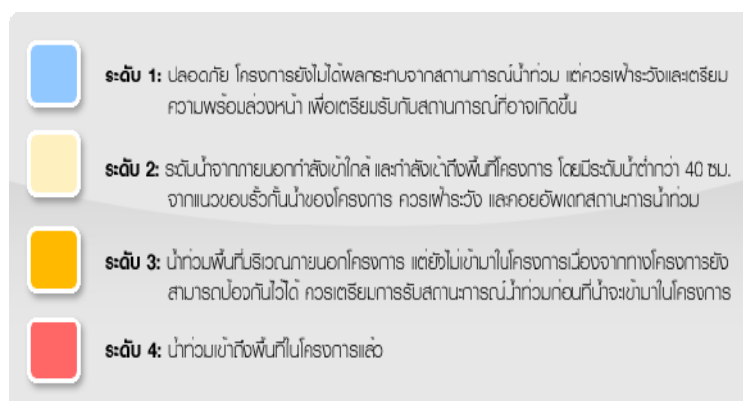 ระดับ 1: ปลอดภัย โครงการยังไม่ได้ผลกระทบจากสถานการณ์น้ำท่วม แต่ควรเฝ้าระวังและเตรียม
ความพร้อมล่วงหน้า เพื่อเตรียมรับกับสถานการณ์ที่อาจเกิดขึ้น
ระดับ 2: ระดับน้ำจากภายนอกกำลังเข้าใกล้ และกำลังเข้าถึงพื้นที่โครงการ โดยมีระดับน้ำต่ำกว่า 40 ซม.
จากแนวขอบรั้วกั้นน้ำของโครงการ ควรเฝ้าระวัง และคอยอัพเดทสถานะการน้ำท่วม
ระดับ 3: น้ำท่วมพื้นที่บริเวณภายนอกโครงการ แต่ยังไม่เข้ามาในโครงการเนื่องจากทางโครงการยัง
สามารถป้องกันไว้ได้ ควรเตรียมการรับสถานะการณ์น้ำท่วมก่อนที่น้ำจะเข้ามาในโครงการ
ระดับ 4: น้ำท่วมเข้าถึงพื้นที่ในโครงการแล้ว